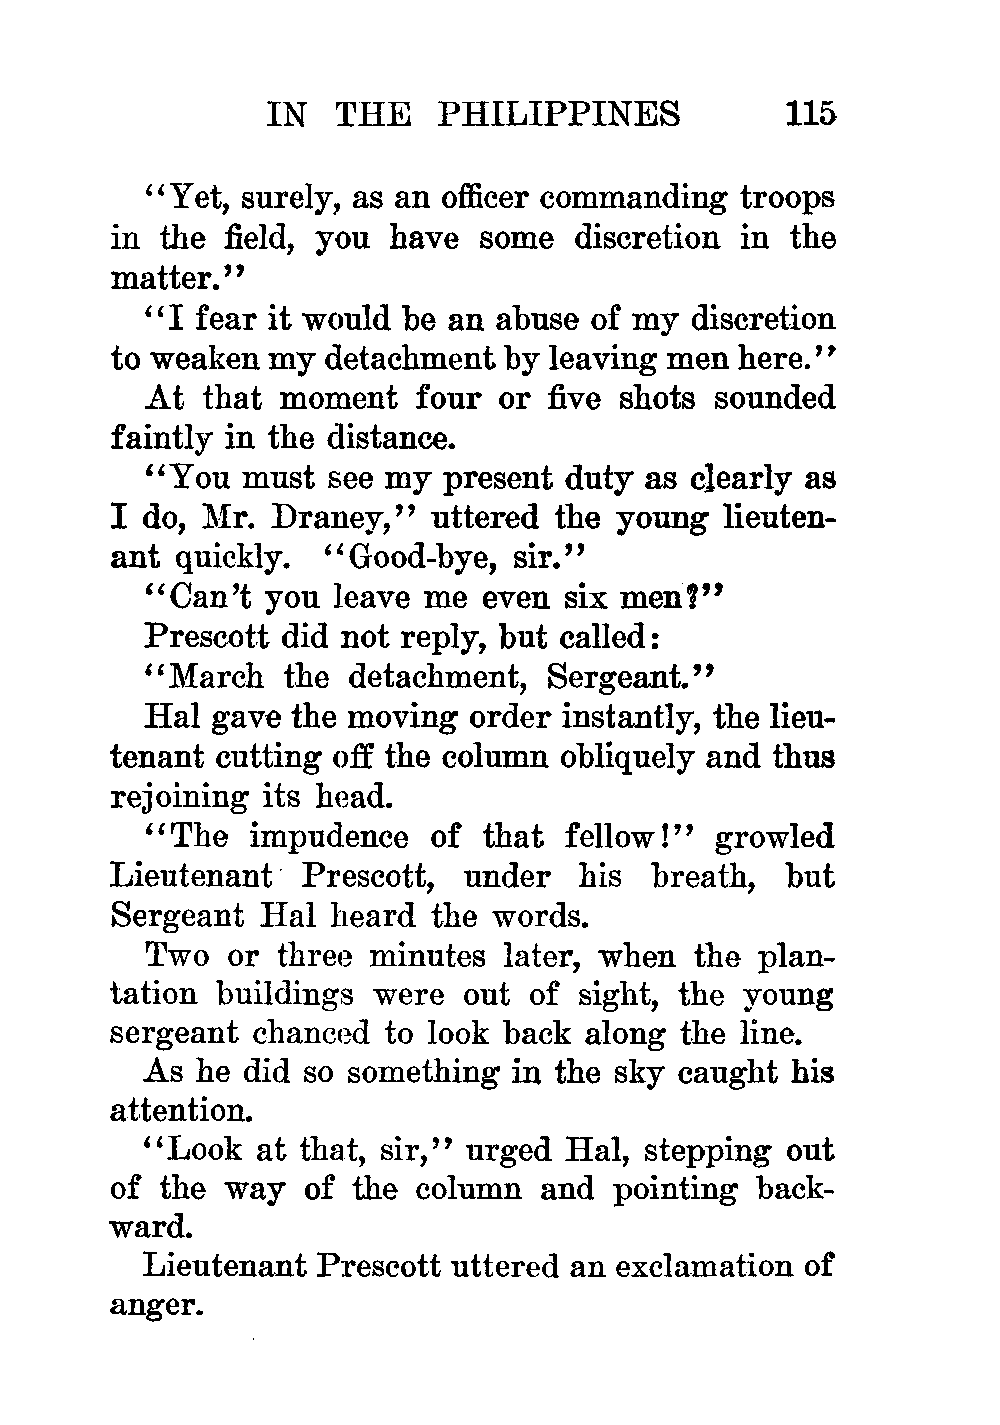 IN THE PHILIPPINES 115
"Yet, surely, as an officer commanding troops
in the field, you have some discretion in the
matter."
"I fear it would be an abuse of my discretion
to weaken my detachment by leaving men here."
At that moment four or five shots sounded
faintly in the distance.
"You must see my present duty as clearly as
I do, Mr. Draney," uttered the young lieuten-
ant quickly. "Good-bye, sir."
"Can't you leave me even six men?"
Prescott did not reply, but called:
"March the detachment, Sergeant."
Hal gave the moving order instantly, the lieu-
tenant cutting off the column obliquely and thus
rejoining its head.
"The impudence of that fellow!" growled
Lieutenant Prescott, under his breath, but
Sergeant Hal heard the words.
Two or three minutes later, when the plan-
tation buildings were out of sight, the young
sergeant chanced to look back along the line.
As he did so something in the sky caught his
attention.
"Look at that, sir," urged Hal, stepping out
of the way of the column and pointing back-
ward.
Lieutenant Prescott uttered an exclamation of
anger.